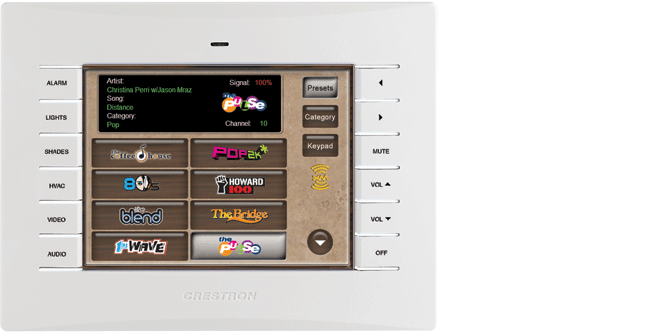 ALARM
LIGHTS
SHADES
HVAC
VIDEO
AUDIO
Artist:
Christina Perri w/Jason Mraz
Song:
Distance
Category:
Pop
Signal: 100%
the pulse
Channel: 10
the coffee house
POP2K
80s
HOWARD
100
the blend
The Bridge
1st WAVE
the pulse
Presets
Category
Keypad
MUTE
VOL
VOL
OFF
CRESTRON